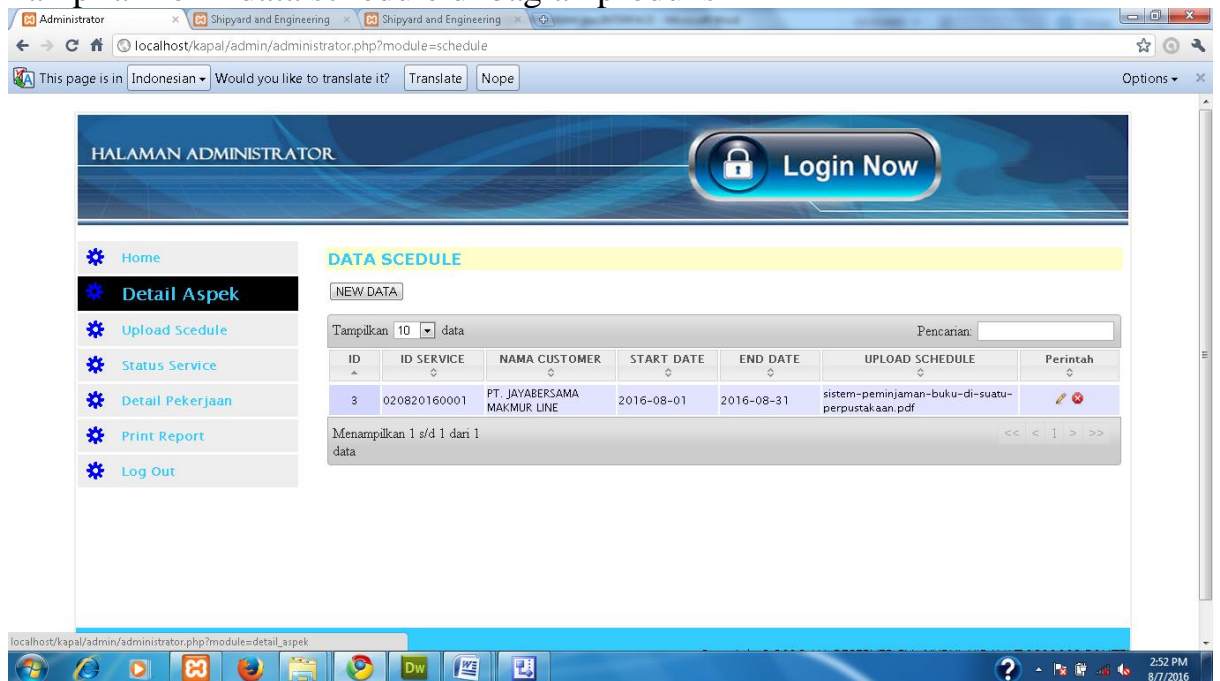 Administrator
Shipyard and Engineering
Shipyard and Engineering
localhost/kapal/admin/administrator.php?module=schedule
This page is in Indonesian Would you like to translate it? Translate Nope Options
HALAMAN ADMINISTRATOR
Login Now
Home
Detail Aspek
Upload Scedule
Status Service
Detail Pekerjaan
Print Report
Log Out
DATA SCEDULE
NEW DATA
Tampilkan 10 data Pencarian:
ID ID SERVICE NAMA CUSTOMER START DATE END DATE UPLOAD SCHEDULE Perintah
3 020820160001 PT. JAYABERSAMA MAKMUR LINE 2016-08-01 2016-08-31 sistem-peminjaman-buku-di-suatu-perpustakaan.pdf
Menampilkan 1 s/d 1 dari 1
data
<< < 1 > >>
localhost/kapal/admin/administrator.php?module=detail_aspek
Dw
2:52 PM
8/7/2016